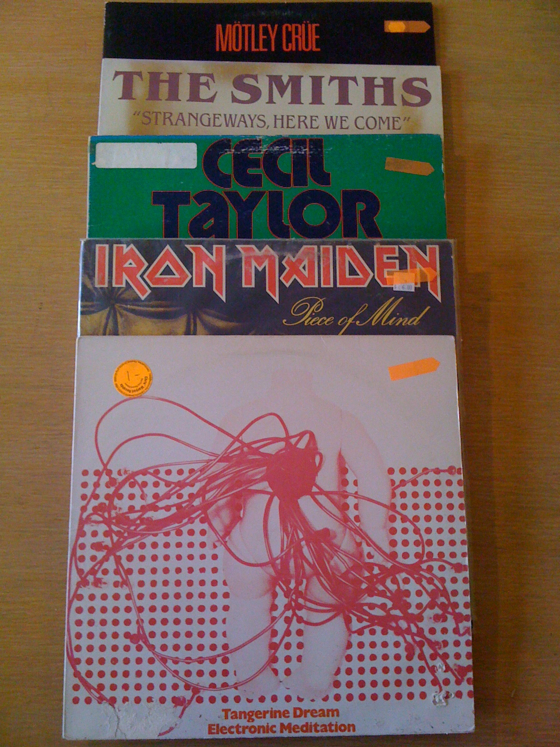 MÖTLEY CRÜE
THE SMITHS
"STRANGEWAYS, HERE WE COME"
CECIL
TAYLOR
IRON MAIDEN
Piece of Mind
1.-
Tangerine Dream
Electronic Meditation